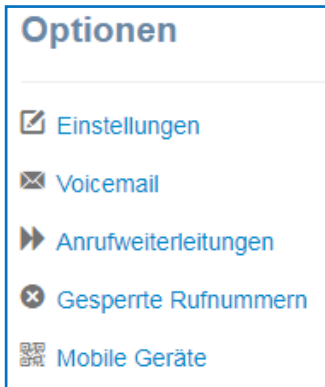 Optionen
Einstellungen
Voicemail
Anrufweiterleitungen
Gesperrte Rufnummern
Mobile Geräte